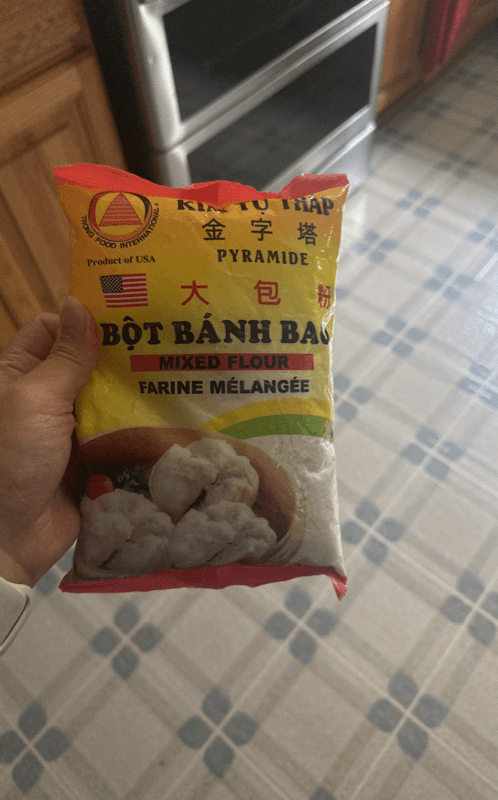 TRUONG FOOD INTERNATIONAL
KIM TỰ THÁP
金字塔
PYRAMIDE
Product of USA
大包粉
BỘT BÁNH BAO
MIXED FLOUR
FARINE MÉLANGÉE